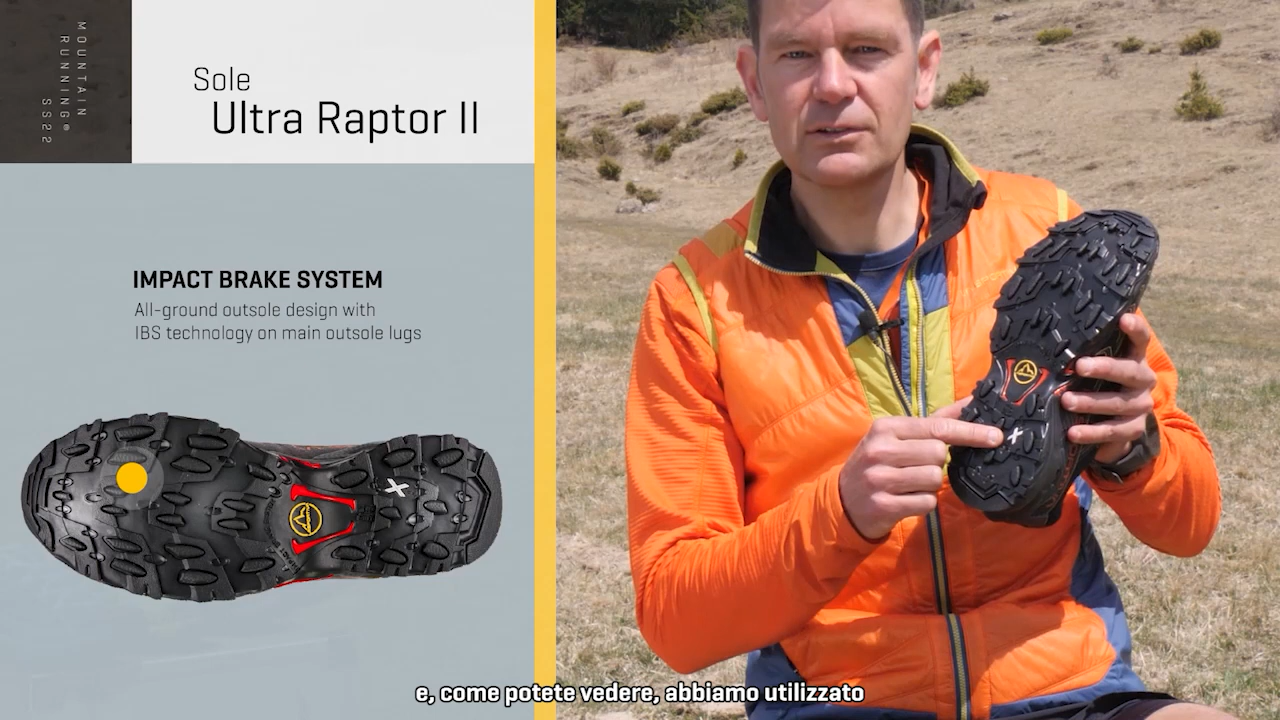 MOUNTAIN
RUNNING®
SS22
Sole
Ultra Raptor II
IMPACT BRAKE SYSTEM
All-ground outsole design with
IBS technology on main outsole lugs
e, come potete vedere, abbiamo utilizzato